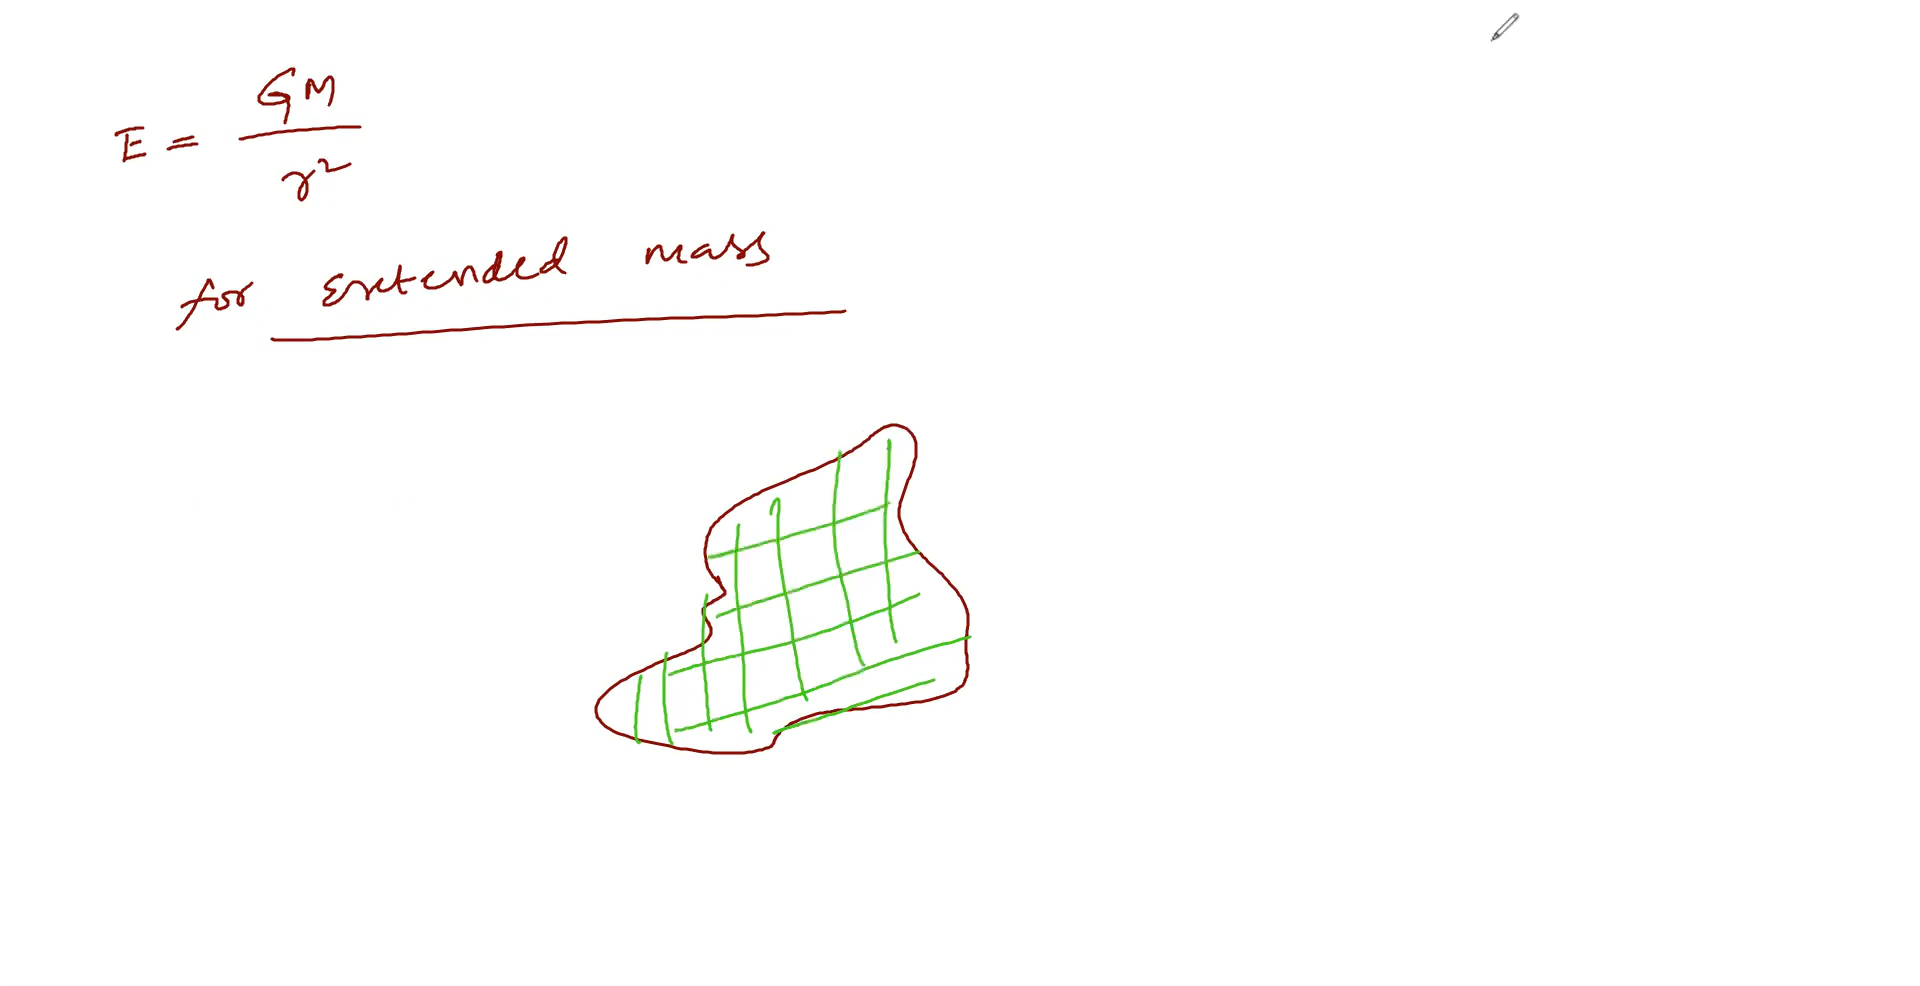 E = GM / r²
for extended mass